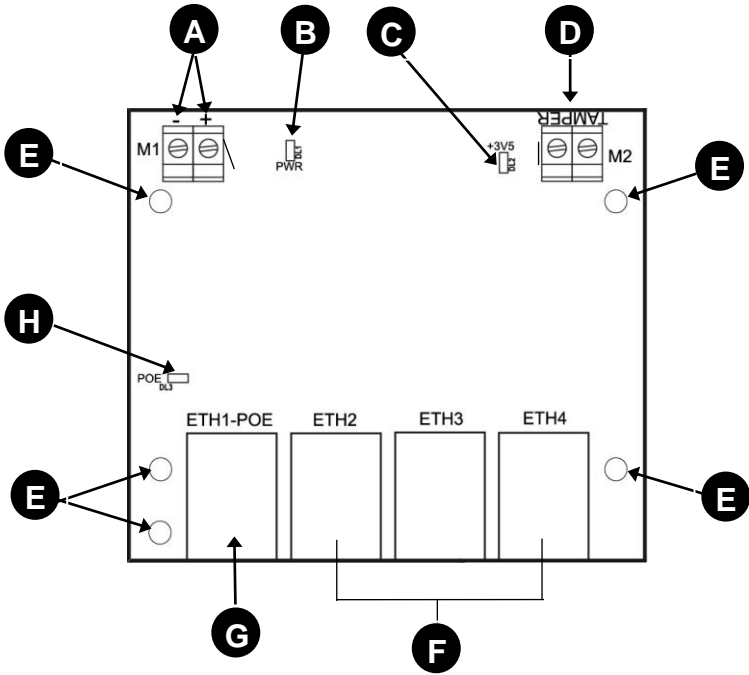 A
B
C
D
- +
TAMPER
M1
DL1
PWR
+3V5
DL2
M2
E
E
H
POE
DL3
ETH1-POE
ETH2
ETH3
ETH4
E
E
G
F